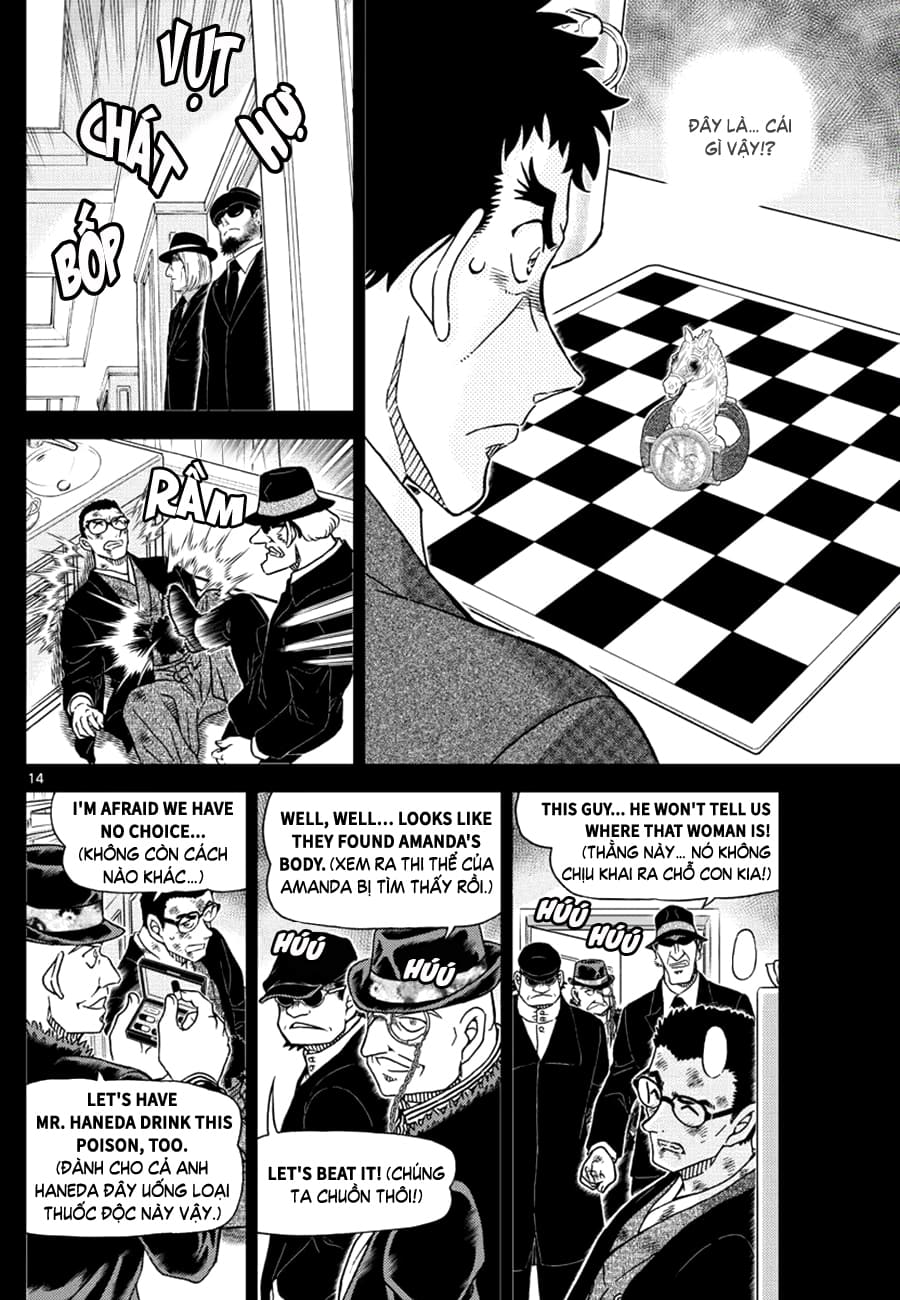 ĐÂY LÀ... CÁI
GÌ VẬY!?
VỤT
HỰ
CHÁT
BỐP
RẦM
14
THIS GUY... HE WON'T TELL US
WHERE THAT WOMAN IS!
(THẰNG NÀY... NÓ KHÔNG
CHỊU KHAI RA CHỖ CON KIA!)
HÚÚ
HÚÚ
WELL, WELL... LOOKS LIKE
THEY FOUND AMANDA'S
BODY. (XEM RA THI THỂ CỦA
AMANDA BỊ TÌM THẤY RỒI.)
HÚÚ
HÚÚ
LET'S BEAT IT! (CHÚNG
TA CHUỒN THÔI!)
I'M AFRAID WE HAVE
NO CHOICE...
(KHÔNG CÒN CÁCH
NÀO KHÁC...)
LET'S HAVE
MR. HANEDA DRINK THIS
POISON, TOO.
(ĐÀNH CHO CẢ ANH
HANEDA ĐÂY UỐNG LOẠI
THUỐC ĐỘC NÀY VẬY.)